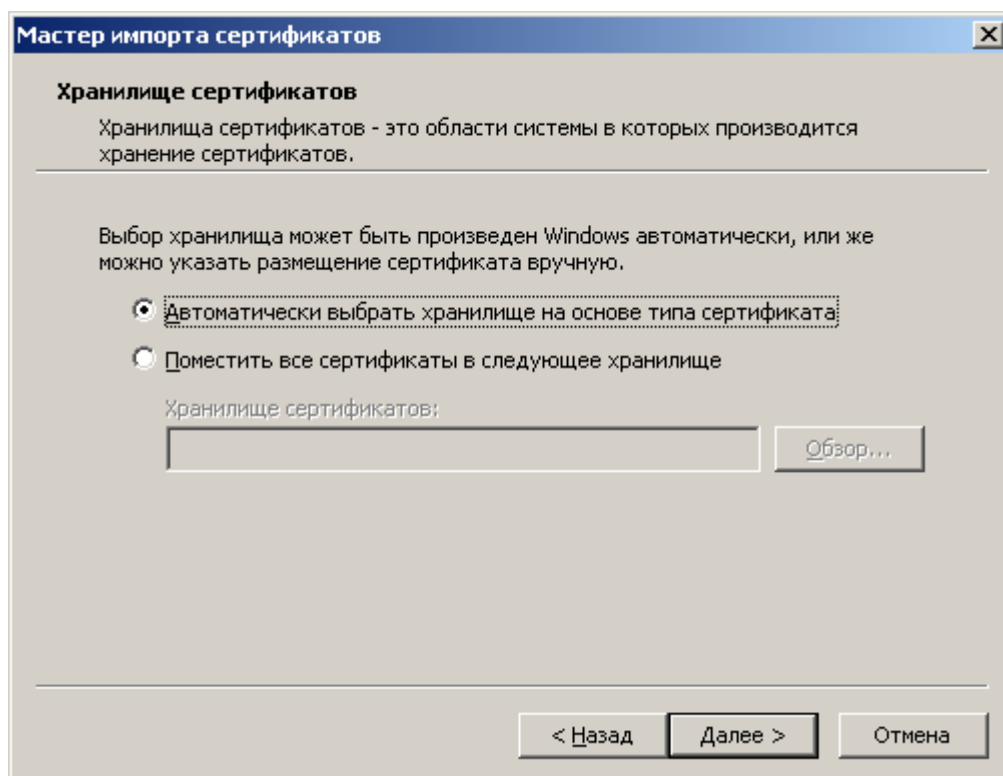 Мастер импорта сертификатов
Хранилище сертификатов
Хранилища сертификатов - это области системы в которых производится
хранение сертификатов.
Выбор хранилища может быть произведен Windows автоматически, или же
можно указать размещение сертификата вручную.
Автоматически выбрать хранилище на основе типа сертификата
Поместить все сертификаты в следующее хранилище
Хранилище сертификатов:
Обзор...
< Назад Далее > Отмена